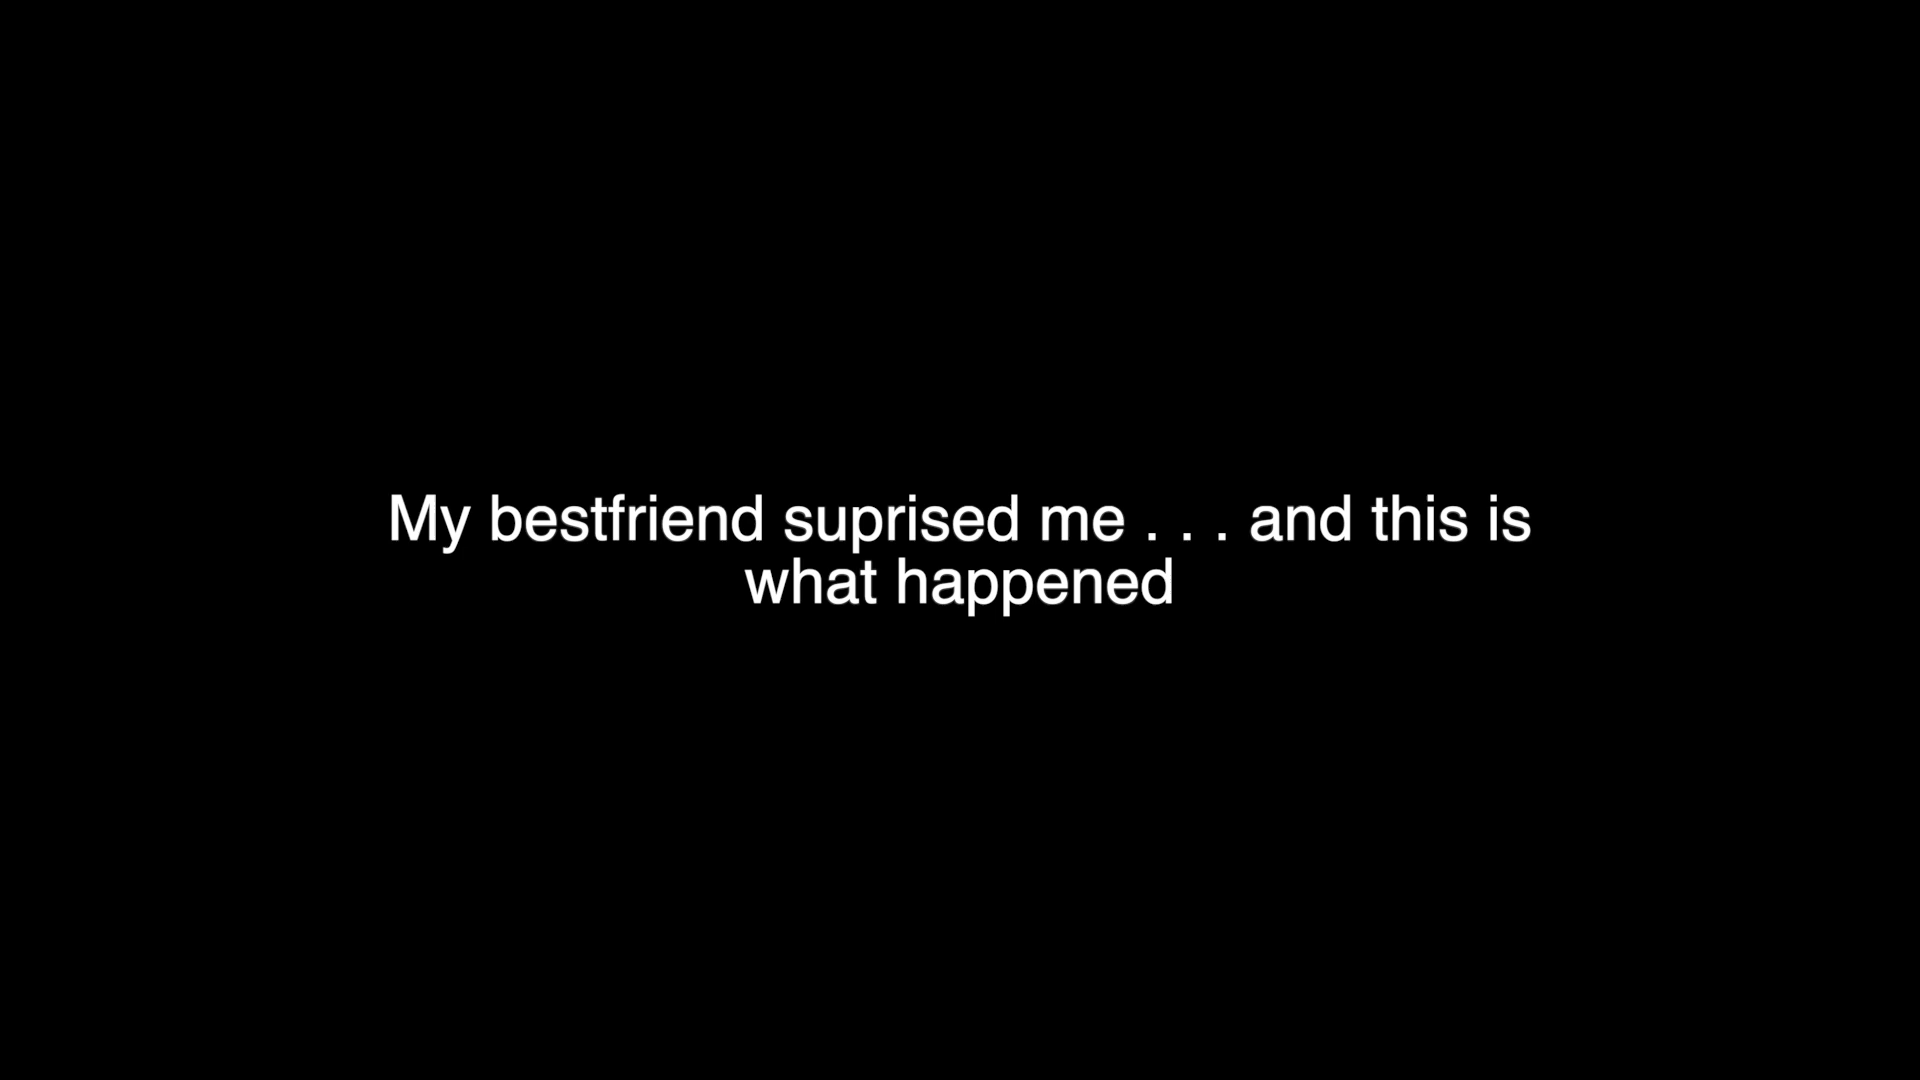 My bestfriend suprised me . . . and this is
what happened